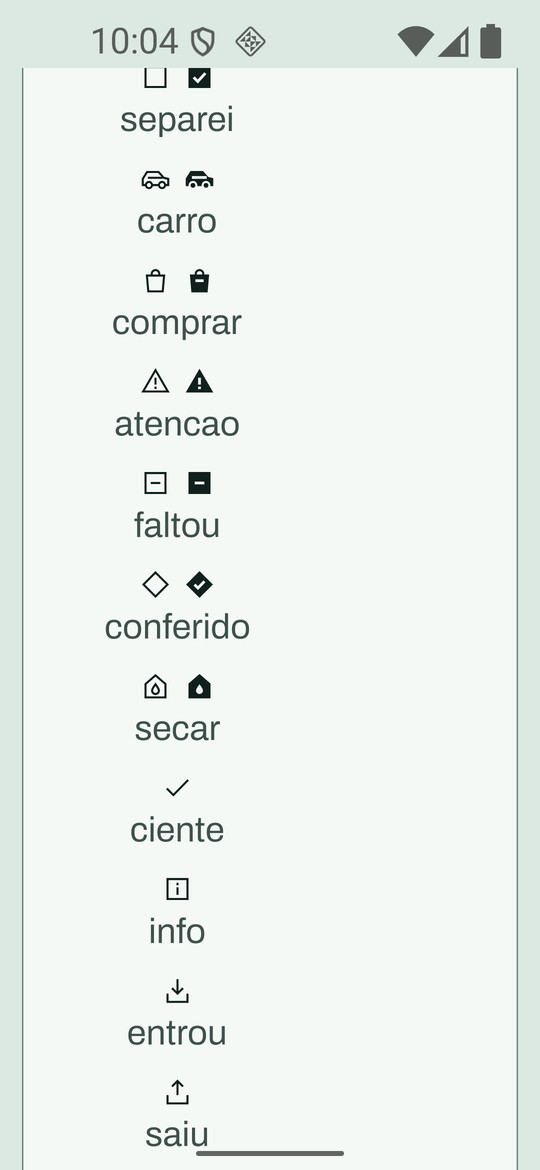 10:04
separei
carro
comprar
atencao
faltou
conferido
secar
ciente
info
entrou
saiu